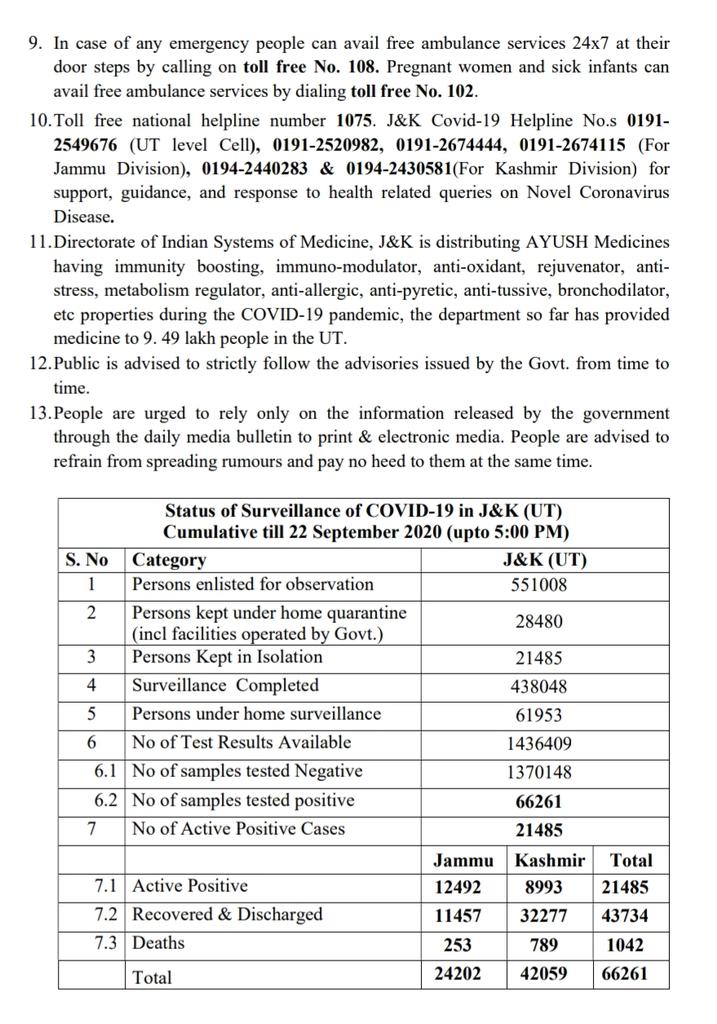 9. In case of any emergency people can avail free ambulance services 24x7 at their
door steps by calling on toll free No. 108. Pregnant women and sick infants can
avail free ambulance services by dialing toll free No. 102.
10.Toll free national helpline number 1075. J&K Covid-19 Helpline No.s 0191-
2549676 (UT level Cell), 0191-2520982, 0191-2674444, 0191-2674115 (For
Jammu Division), 0194-2440283 & 0194-2430581(For Kashmir Division) for
support, guidance, and response to health related queries on Novel Coronavirus
Disease.
11.Directorate of Indian Systems of Medicine, J&K is distributing AYUSH Medicines
having immunity boosting, immuno-modulator, anti-oxidant, rejuvenator, anti-
stress, metabolism regulator, anti-allergic, anti-pyretic, anti-tussive, bronchodilator,
etc properties during the COVID-19 pandemic, the department so far has provided
medicine to 9. 49 lakh people in the UT.
12.Public is advised to strictly follow the advisories issued by the Govt. from time to
time.
13.People are urged to rely only on the information released by the government
through the daily media bulletin to print & electronic media. People are advised to
refrain from spreading rumours and pay no heed to them at the same time.
Status of Surveillance of COVID-19 in J&K (UT)
Cumulative till 22 September 2020 (upto 5:00 PM)
S. No Category J&K (UT)
1 Persons enlisted for observation 551008
2 Persons kept under home quarantine
(incl facilities operated by Govt.) 28480
3 Persons Kept in Isolation 21485
4 Surveillance Completed 438048
5 Persons under home surveillance 61953
6 No of Test Results Available 1436409
6.1 No of samples tested Negative 1370148
6.2 No of samples tested positive 66261
7 No of Active Positive Cases 21485
Jammu Kashmir Total
7.1 Active Positive 12492 8993 21485
7.2 Recovered & Discharged 11457 32277 43734
7.3 Deaths 253 789 1042
Total 24202 42059 66261